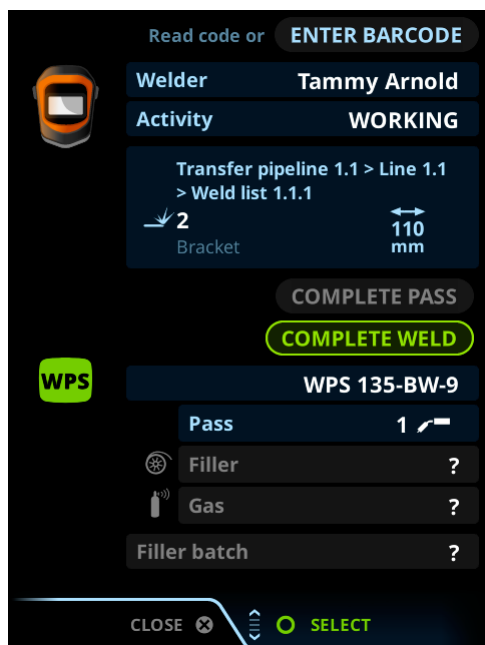 Read code or ENTER BARCODE
Welder Tammy Arnold
Activity WORKING
Transfer pipeline 1.1 > Line 1.1
> Weld list 1.1.1
2
110
Bracket mm
COMPLETE PASS
COMPLETE WELD
WPS WPS 135-BW-9
Pass 1
Filler ?
Gas ?
Filler batch ?
CLOSE SELECT